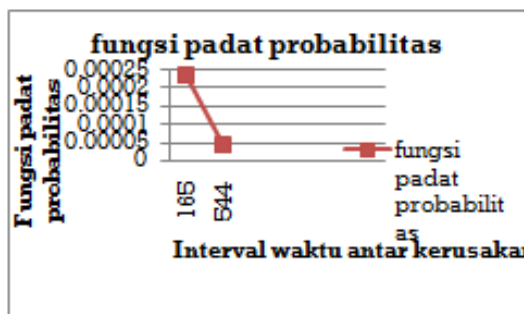 fungsi padat probabilitas
Fungsi padat
probabilitas
0.00025
0.0002
0.00015
0.0001
0.00005
0
165
544
fungsi
padat
probabilit
as
Interval waktu antar kerusakan